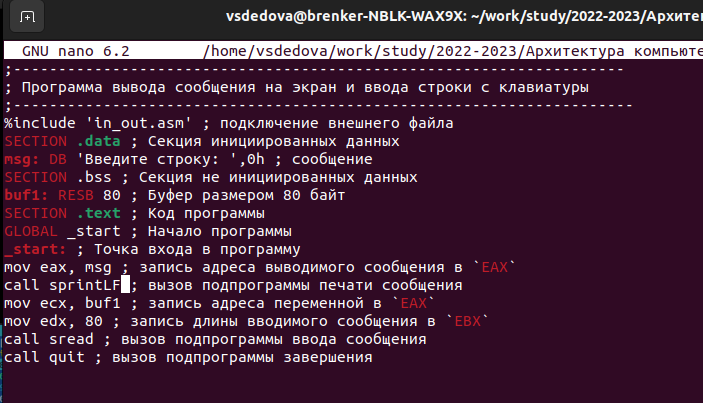 vsdedova@brenker-NBLK-WAX9X: ~/work/study/2022-2023/Архитек
GNU nano 6.2 /home/vsdedova/work/study/2022-2023/Архитектура компьюте
;--------------------------------------------------------------------
; Программа вывода сообщения на экран и ввода строки с клавиатуры
;---------------------------------------------------------------------
%include 'in_out.asm' ; подключение внешнего файла
SECTION .data ; Секция инициированных данных
msg: DB 'Введите строку: ',0h ; сообщение
SECTION .bss ; Секция не инициированных данных
buf1: RESB 80 ; Буфер размером 80 байт
SECTION .text ; Код программы
GLOBAL _start ; Начало программы
_start: ; Точка входа в программу
mov eax, msg ; запись адреса выводимого сообщения в `EAX`
call sprintLF ; вызов подпрограммы печати сообщения
mov ecx, buf1 ; запись адреса переменной в `EAX`
mov edx, 80 ; запись длины вводимого сообщения в `EBX`
call sread ; вызов подпрограммы ввода сообщения
call quit ; вызов подпрограммы завершения